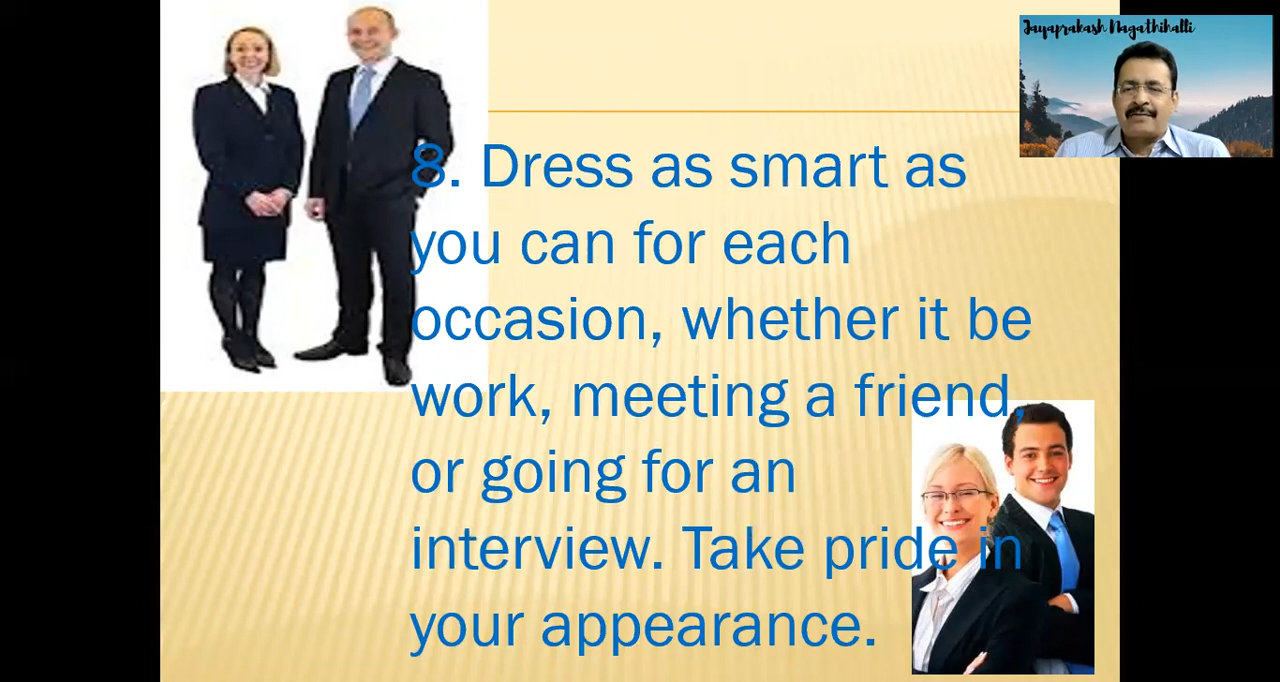 Jayaprakash Nagathihalli
8. Dress as smart as
you can for each
occasion, whether it be
work, meeting a friend,
or going for an
interview. Take pride in
your appearance.